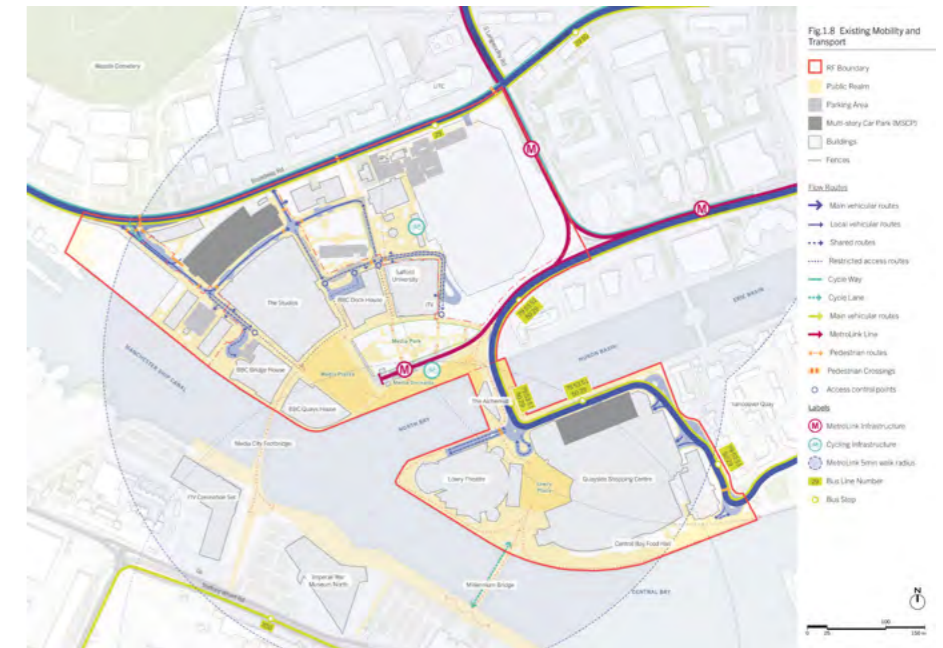 Fig.1.8 Existing Mobility and
Transport
RF Boundary
Public Realm
Parking Area
Multi-story Car Park (MSCP)
Buildings
Fences
Flow Routes
Main vehicular routes
Local vehicular routes
Shared routes
Restricted access routes
Cycle Way
Cycle Lane
Main vehicular routes
MetroLink Line
Pedestrian routes
Pedestrian Crossings
Access control points
Labels
M
MetroLink Infrastructure
Cycling Infrastructure
MetroLink 5min walk radius
29
Bus Line Number
Bus Stop
N
0
25
100
150 m
Weaste Cemetery
Langworthy Rd
UTC
29
M
Broadway Rd
M
Salford
University
ITV
The Studios
BBC Dock House
ERIE BASIN
HURON BASIN
MANCHESTER SHIP CANAL
Media Park
M
Media Piazza
BBC Bridge House
BBC Quays House
The Alchemist
Vancouver Quay
NORTH BAY
Media City Footbridge
Lowry Theatre
Lowry
Plaza
Quayside Shopping Centre
ITV Coronation Set
Central Bay Food Hall
Imperial War
Museum North
Millennium Bridge
CENTRAL BAY